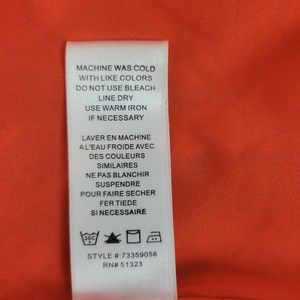 MACHINE WAS COLD
WITH LIKE COLORS
DO NOT USE BLEACH
LINE DRY
USE WARM IRON
IF NECESSARY
LAVER EN MACHINE
A L'EAU FROIDE AVEC
DES COULEURS
SIMILAIRES
NE PAS BLANCHIR
SUSPENDRE
POUR FAIRE SECHER
FER TIEDE
SI NECESSAIRE
30C
STYLE #:73359056
RN# 51323